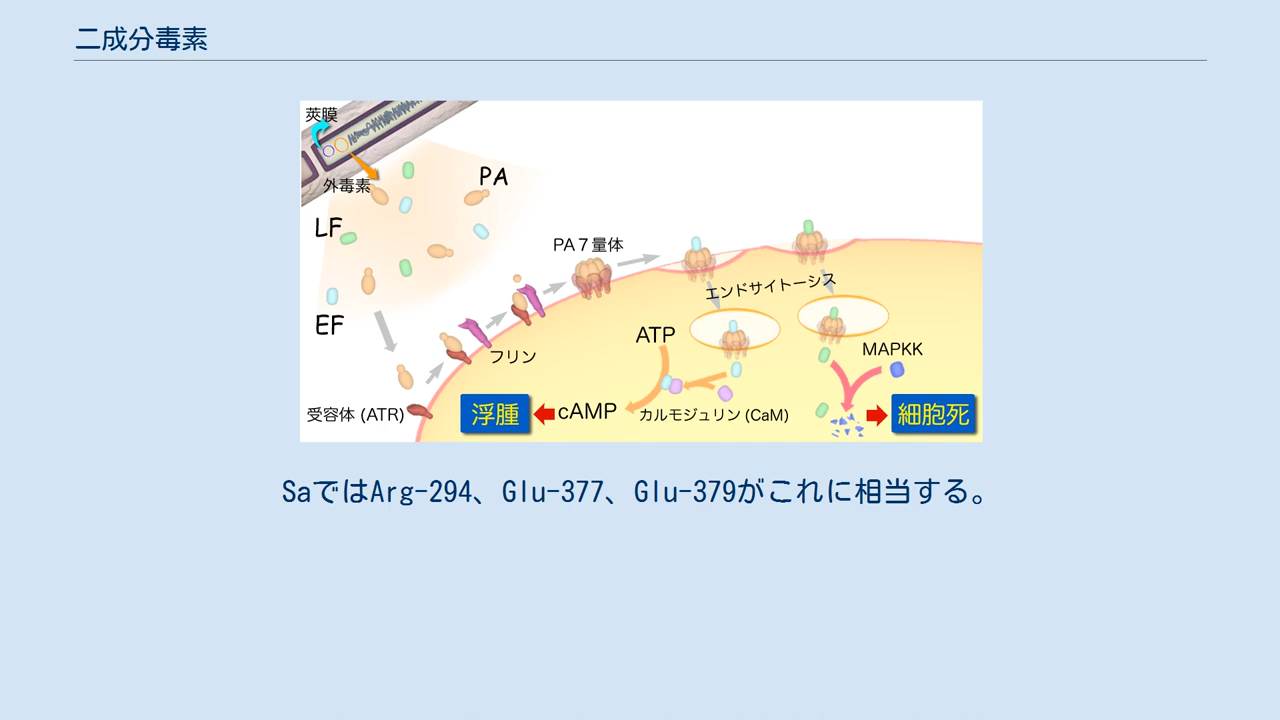 二成分毒素
莢膜
外毒素
PA
LF
EF
PA７量体
エンドサイトーシス
ATP
フリン
MAPKK
受容体 (ATR)
浮腫
cAMP
カルモジュリン (CaM)
細胞死
SaではArg-294、Glu-377、Glu-379がこれに相当する。